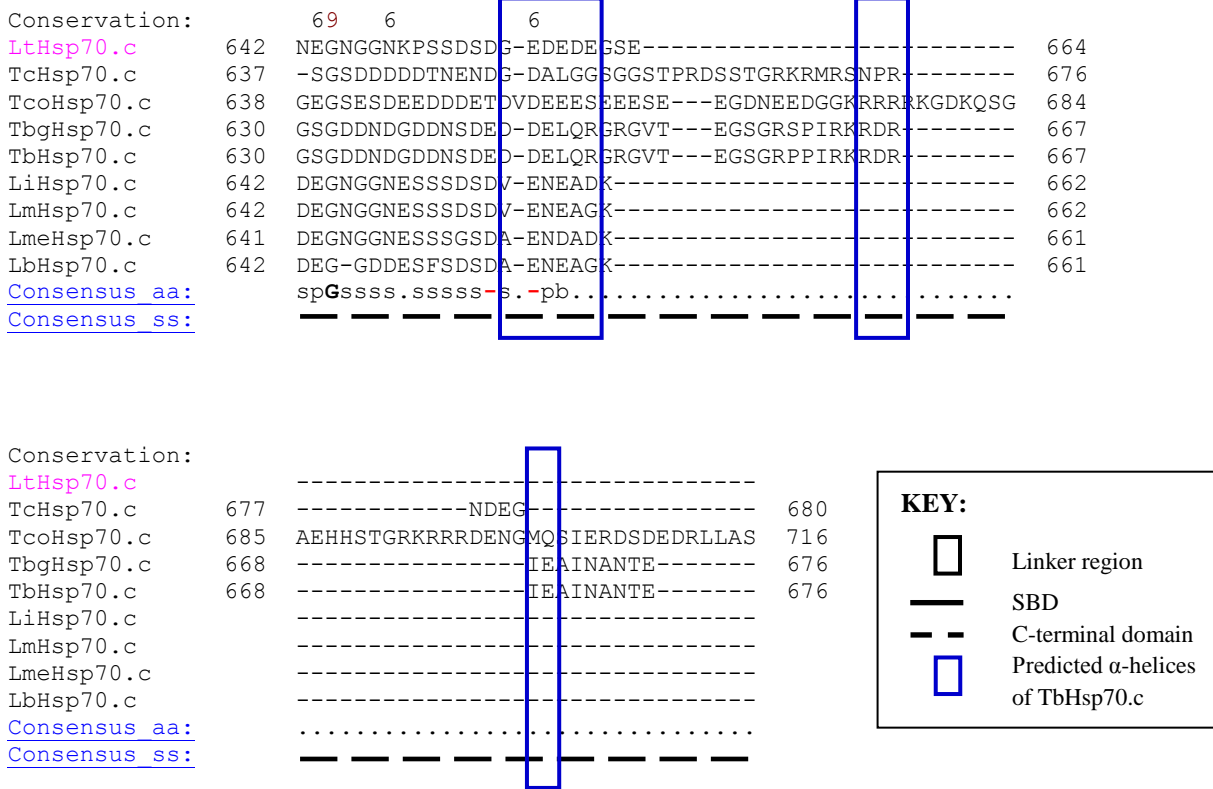 Conservation: 69 6 6
LtHsp70.c 642 NEGNGGNKPSSDSDG-EDEDEGSE----------------------------- 664
TcHsp70.c 637 -SGSDDDDDTNENDG-DALGGSGGSTPRDSSTGRKRMRSNPR-------- 676
TcoHsp70.c 638 GEGSESDEEDDDETDVDEEESEEESE---EGDNEEDGGKRRRRKGDKQSG 684
TbgHsp70.c 630 GSGDDNDGDDNSDED-DELQRGRGVT---EGSGRSPIRKRDR-------- 667
TbHsp70.c 630 GSGDDNDGDDNSDED-DELQRGRGVT---EGSGRPPIRKRDR-------- 667
LiHsp70.c 642 DEGNGGNESSSDSDV-ENEADK---------------------------- 662
LmHsp70.c 642 DEGNGGNESSSDSDV-ENEAGK---------------------------- 662
LmeHsp70.c 641 DEGNGGNESSSGSDA-ENDADK---------------------------- 661
LbHsp70.c 642 DEG-GDDESFSDSDA-ENEAGK---------------------------- 661
Consensus_aa: spGssss.sssss-s.-pb............................
Consensus_ss:
Conservation:
LtHsp70.c --------------------------------
TcHsp70.c 677 ------------NDEG---------------- 680
TcoHsp70.c 685 AEHHSTGRKRRRDENGMQSIERDSDEDRLLAS 716
TbgHsp70.c 668 ----------------IEAINANTE------- 676
TbHsp70.c 668 ----------------IEAINANTE------- 676
LiHsp70.c --------------------------------
LmHsp70.c --------------------------------
LmeHsp70.c --------------------------------
LbHsp70.c --------------------------------
Consensus_aa: ................................
Consensus_ss:
KEY:
Linker region
SBD
C-terminal domain
Predicted α-helices
of TbHsp70.c